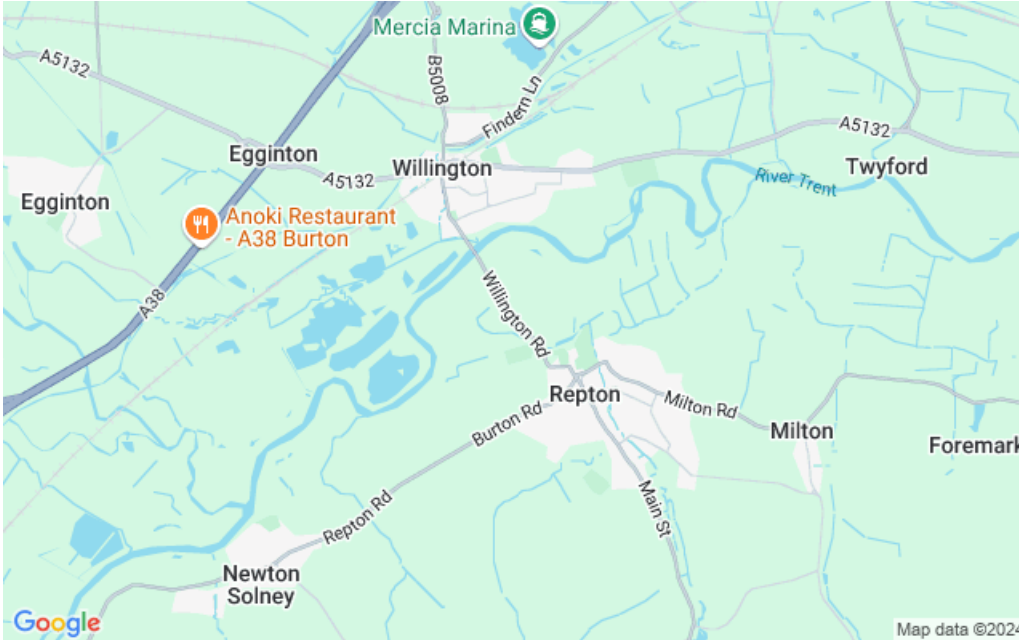 Mercia Marina
A5132
B5008
Findern Ln
A5132
Egginton
Willington
A5132
Twyford
River Trent
Egginton
Anoki Restaurant
- A38 Burton
A38
Willington Rd
Repton
Milton Rd
Burton Rd
Milton
Foremark
Repton Rd
Main St
Newton
Solney
Google
Map data ©2024